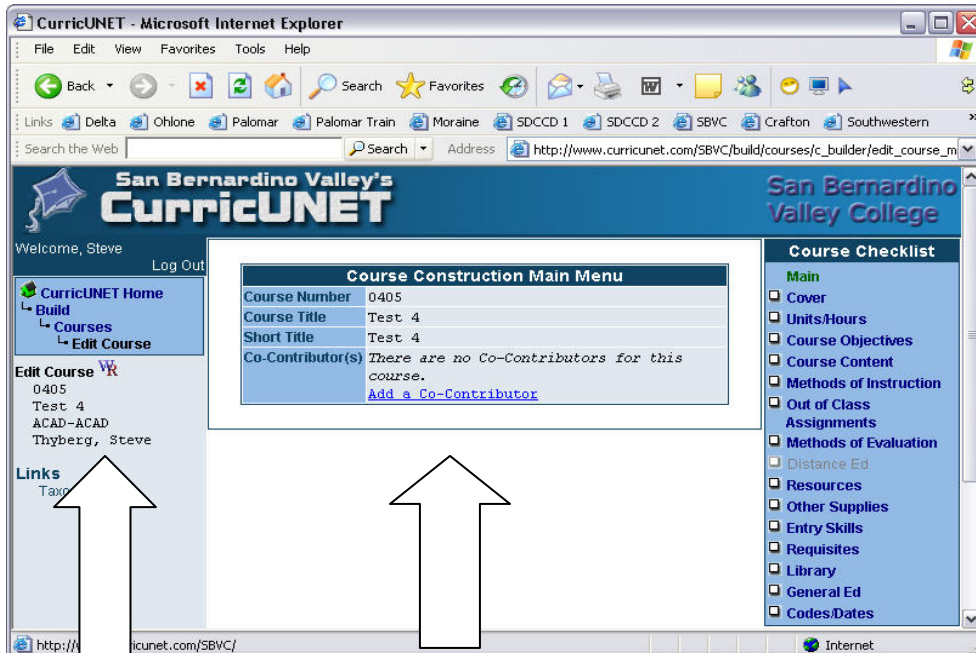 CurricUNET - Microsoft Internet Explorer
File Edit View Favorites Tools Help
Back Search Favorites
Links Delta Ohlone Palomar Palomar Train Moraine SDCCD 1 SDCCD 2 SBVC Crafton Southwestern
Search the Web Search Address http://www.curricunet.com/SBVC/build/courses/c_builder/edit_course_m
San Bernardino Valley's
CurricUNET
San Bernardino
Valley College
Welcome, Steve
Log Out
CurricUNET Home
Build
Courses
Edit Course
Edit Course WR
0405
Test 4
ACAD-ACAD
Thyberg, Steve
Links
Course Construction Main Menu
Course Number 0405
Course Title Test 4
Short Title Test 4
Co-Contributor(s) There are no Co-Contributors for this
course.
Add a Co-Contributor
Course Checklist
Main
Cover
Units/Hours
Course Objectives
Course Content
Methods of Instruction
Out of Class
Assignments
Methods of Evaluation
Distance Ed
Resources
Other Supplies
Entry Skills
Requisites
Library
General Ed
Codes/Dates
icunet.com/SBVC/
Internet